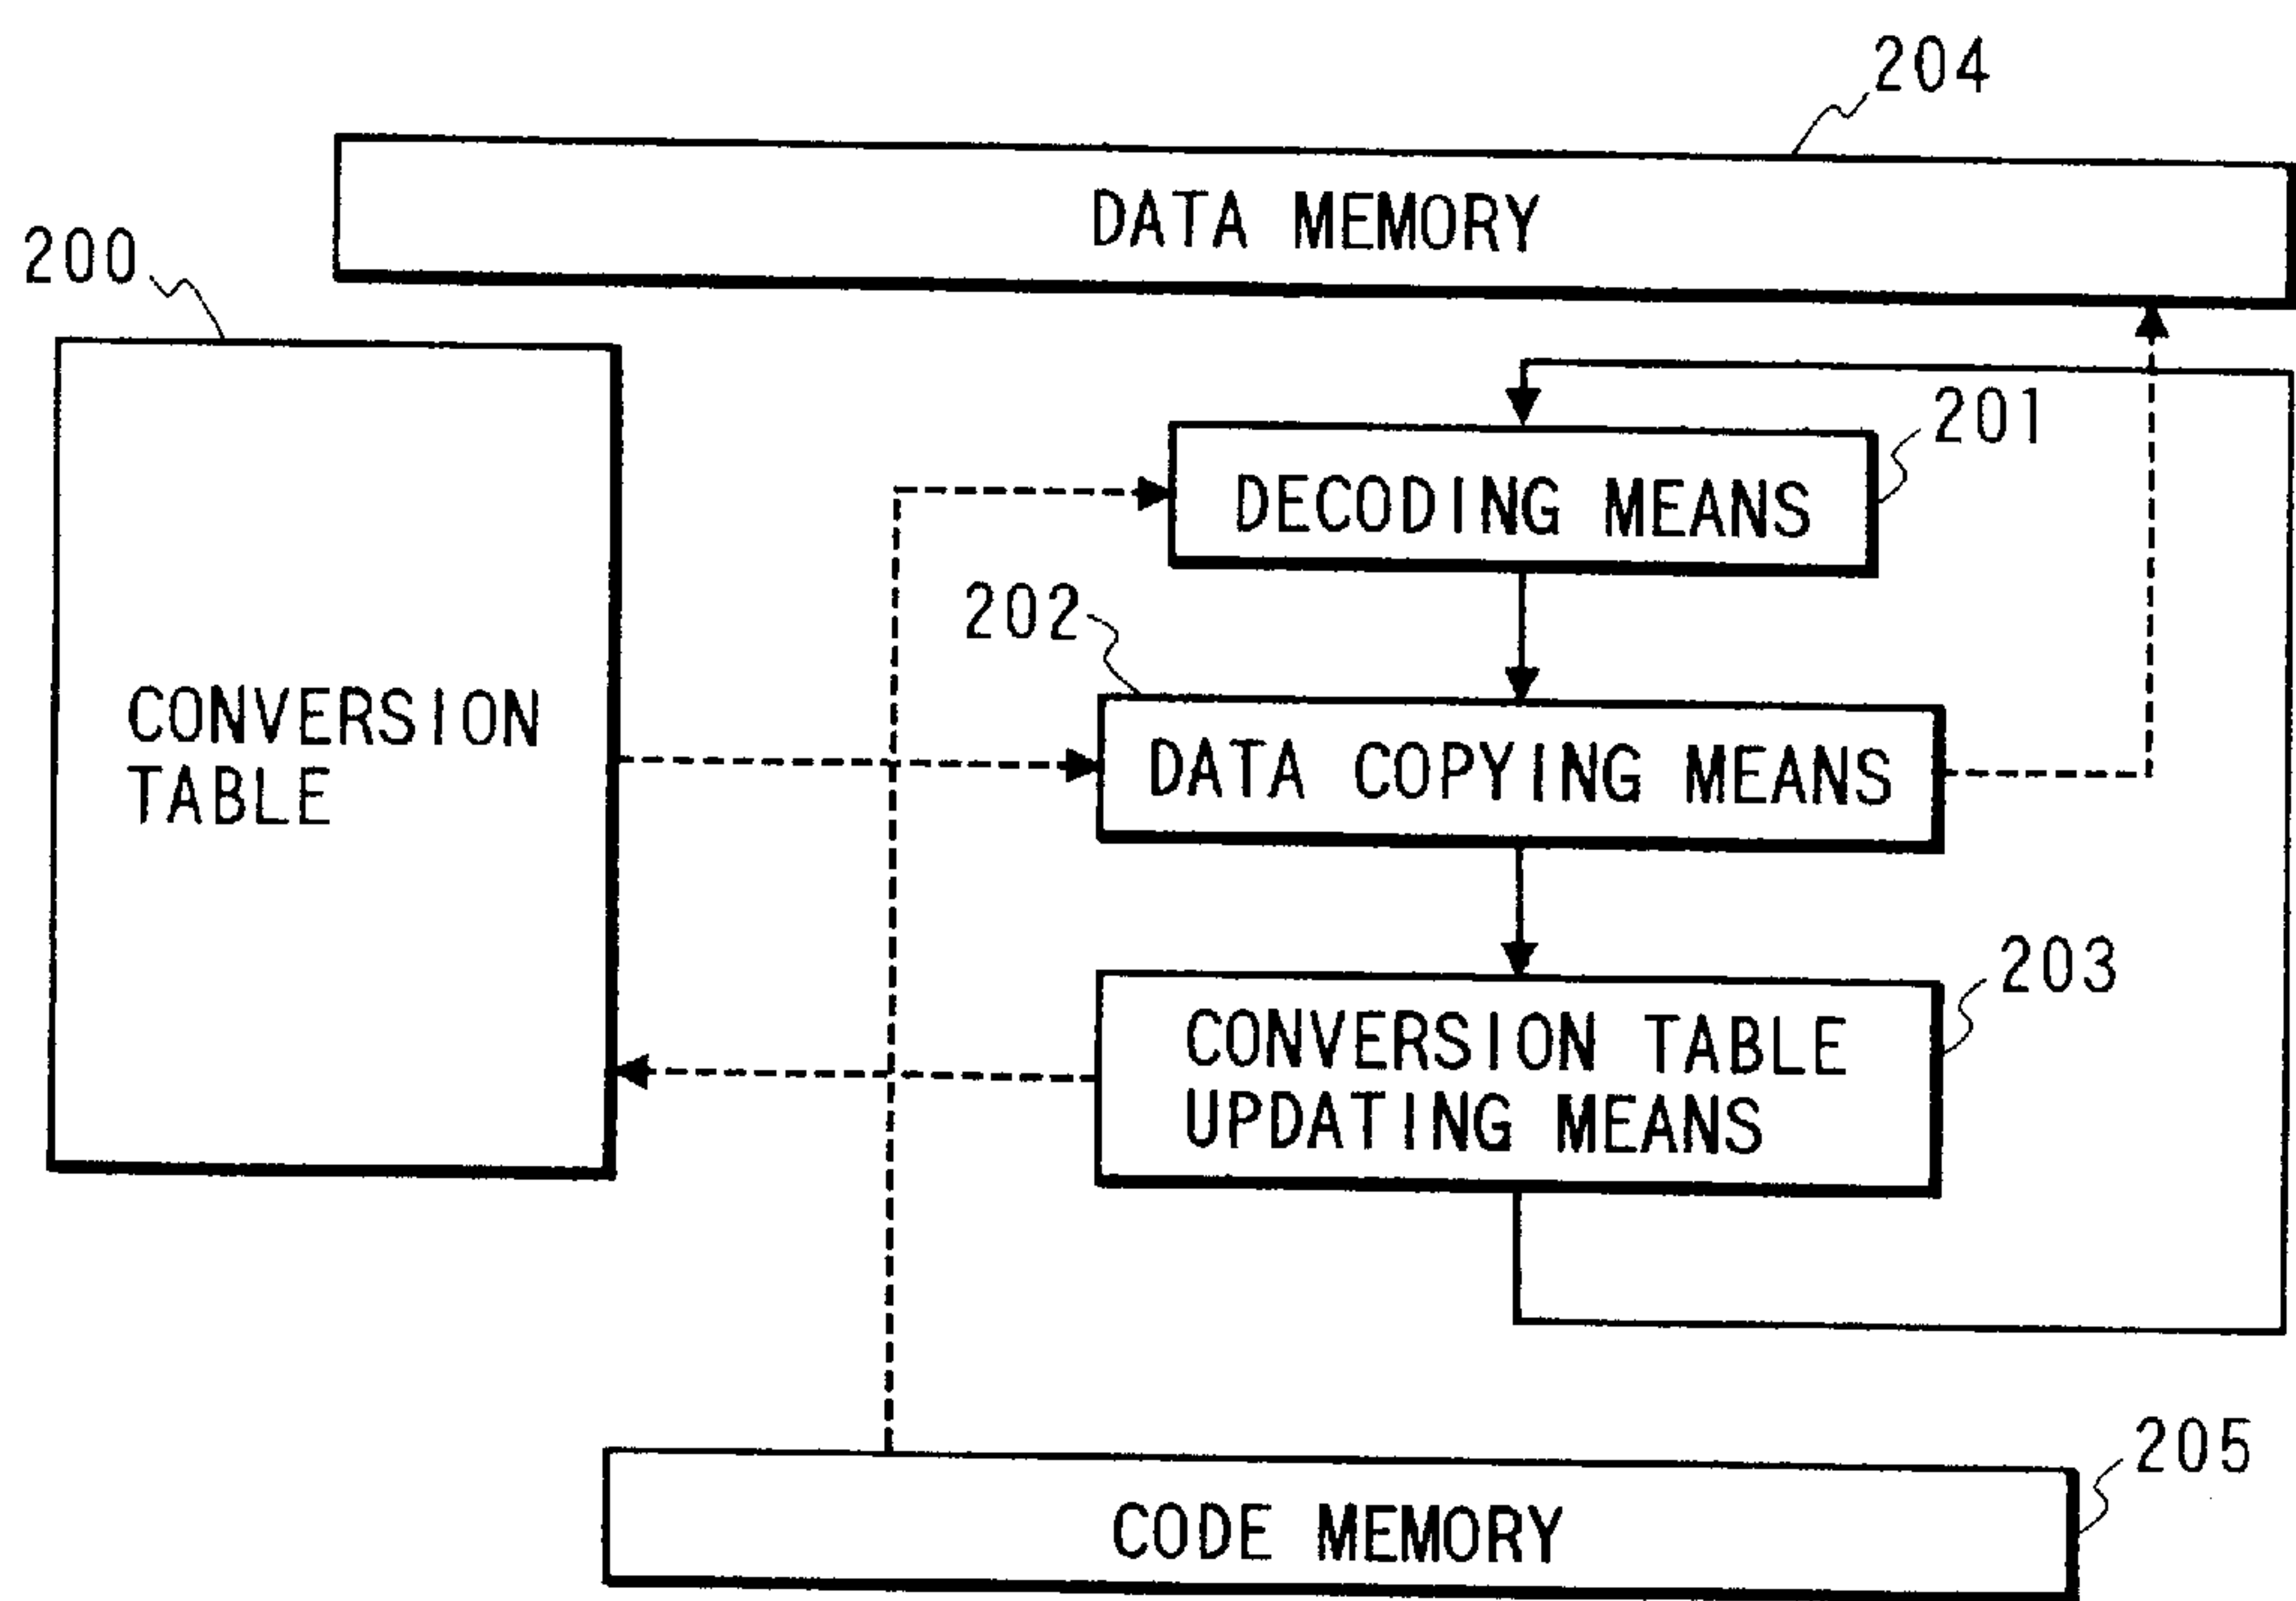 204
DATA MEMORY
200
201
DECODING MEANS
202
CONVERSION
TABLE
DATA COPYING MEANS
203
CONVERSION TABLE
UPDATING MEANS
205
CODE MEMORY